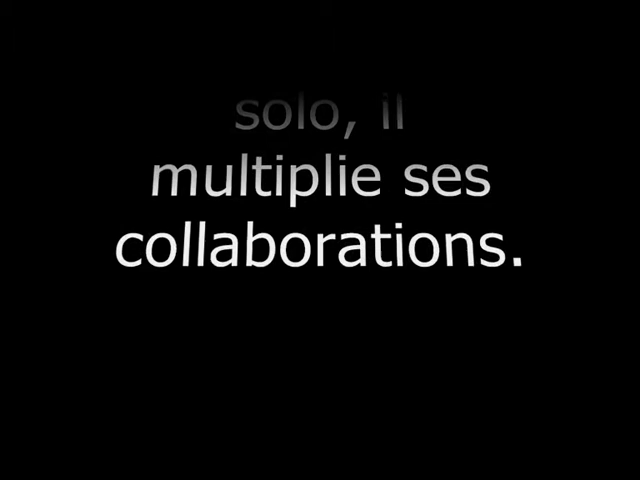 solo, il
multiplie ses
collaborations.